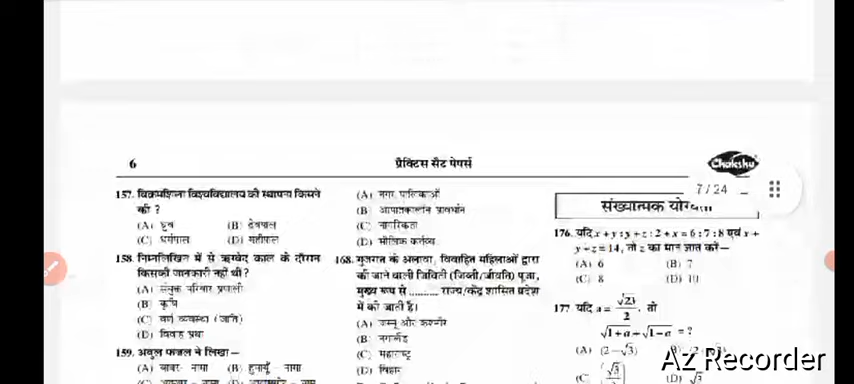 6
प्रैक्टिस सैट पेपर्स
Chakshu
7 / 24
157. विक्रमशिला विश्वविद्यालय की स्थापना किसने
की ?
(A) ध्रुव (B) देवपाल
(C) धर्मपाल (D) महीपाल
158. निम्नलिखित में से ऋग्वेद काल के दौरान
किसकी जानकारी नहीं थी ?
(A) संयुक्त परिवार प्रणाली
(B) कृषि
(C) वर्ण व्यवस्था (जाति)
(D) विवाह प्रथा
159. अबुल फजल ने लिखा—
(A) बाबर- नामा (B) हुमायूँ - नामा
(A) नगर पालिकाओं
(B) आपातकालीन प्रावधान
(C) नागरिकता
(D) मौलिक कर्तव्य
168. गुजरात के अलावा, विवाहित महिलाओं द्वारा
की जाने वाली जिविती (जिवती/जीवंति) पूजा,
मुख्य रूप से .......... राज्य/केंद्र शासित प्रदेश
में की जाती है।
(A) जम्मू और कश्मीर
(B) नगालैंड
(C) महाराष्ट्र
(D) बिहार
संख्यात्मक
176. यदि x + y : y + z : z + x = 6 : 7 : 8 एवं x +
y + z = 14, तो z का मान ज्ञात करें—
(A) 6 (B) 7
(C) 8 (D) 10
177 यदि a = √23/2, तो
√1+a + √1−a = ?
(A) (2−√3)
(D) √3
Az Recorder